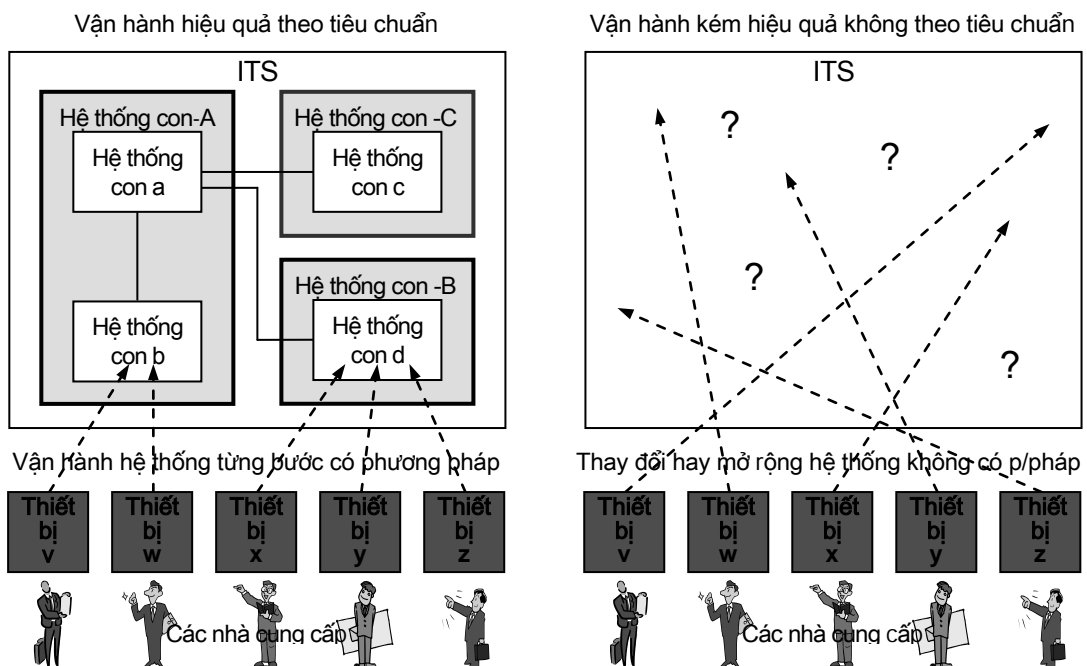 Vận hành hiệu quả theo tiêu chuẩn
ITS
Hệ thống con-A
Hệ thống
con a
Hệ thống con -C
Hệ thống
con c
Hệ thống
con b
Hệ thống con -B
Hệ thống
con d
Vận hành hệ thống từng bước có phương pháp
Thiết
bị
v
Thiết
bị
w
Thiết
bị
x
Thiết
bị
y
Thiết
bị
z
Các nhà cung cấp
Vận hành kém hiệu quả không theo tiêu chuẩn
ITS
?
?
?
?
Thay đổi hay mở rộng hệ thống không có p/pháp
Thiết
bị
v
Thiết
bị
w
Thiết
bị
x
Thiết
bị
y
Thiết
bị
z
Các nhà cung cấp